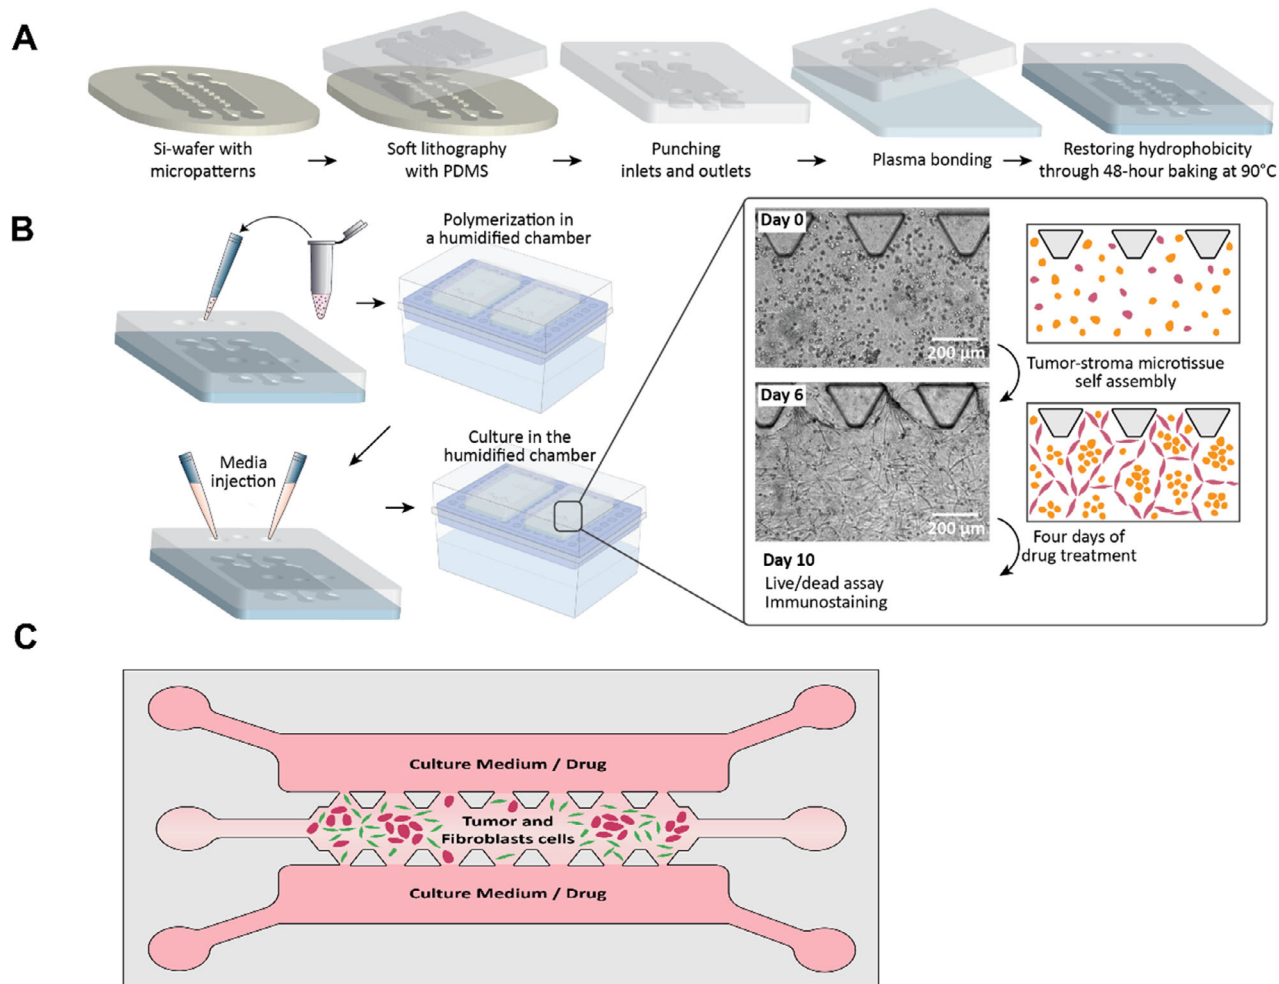 A
Si-wafer with
micropatterns
Soft lithography
with PDMS
Punching
inlets and outlets
Plasma bonding
Restoring hydrophobicity
through 48-hour baking at 90°C
B
Polymerization in
a humidified chamber
Media
injection
Culture in the
humidified chamber
Day 0
200 µm
Tumor-stroma microtissue
self assembly
Day 6
200 µm
Four days of
drug treatment
Day 10
Live/dead assay
Immunostaining
C
Culture Medium / Drug
Tumor and
Fibroblasts cells
Culture Medium / Drug